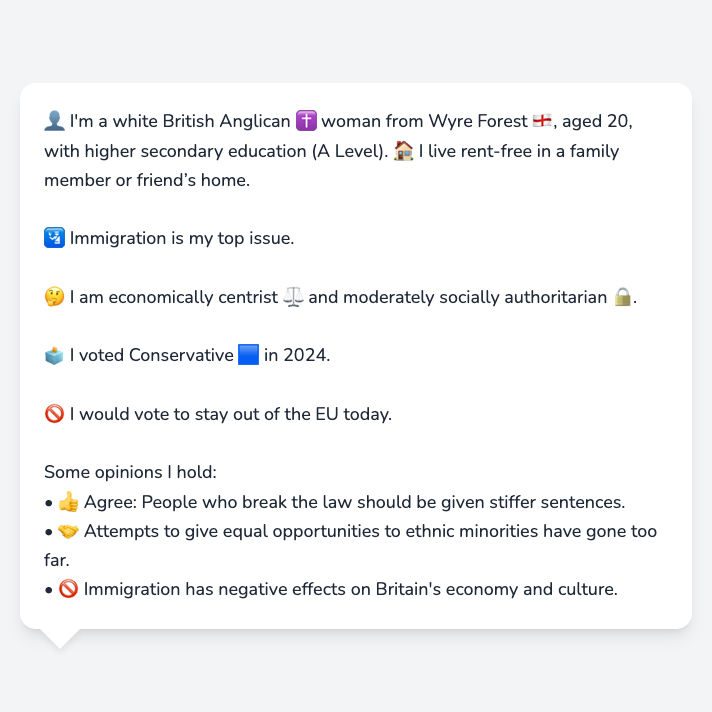 👤 I'm a white British Anglican ✝️ woman from Wyre Forest 🏴󠁧󠁢󠁥󠁮󠁧󠁿, aged 20,
with higher secondary education (A Level). 🏠 I live rent-free in a family
member or friend’s home.
🛂 Immigration is my top issue.
🤔 I am economically centrist ⚖️ and moderately socially authoritarian 🔒.
🗳️ I voted Conservative 🟦 in 2024.
🚫 I would vote to stay out of the EU today.
Some opinions I hold:
• 👍 Agree: People who break the law should be given stiffer sentences.
• 🤝 Attempts to give equal opportunities to ethnic minorities have gone too
far.
• 🚫 Immigration has negative effects on Britain's economy and culture.